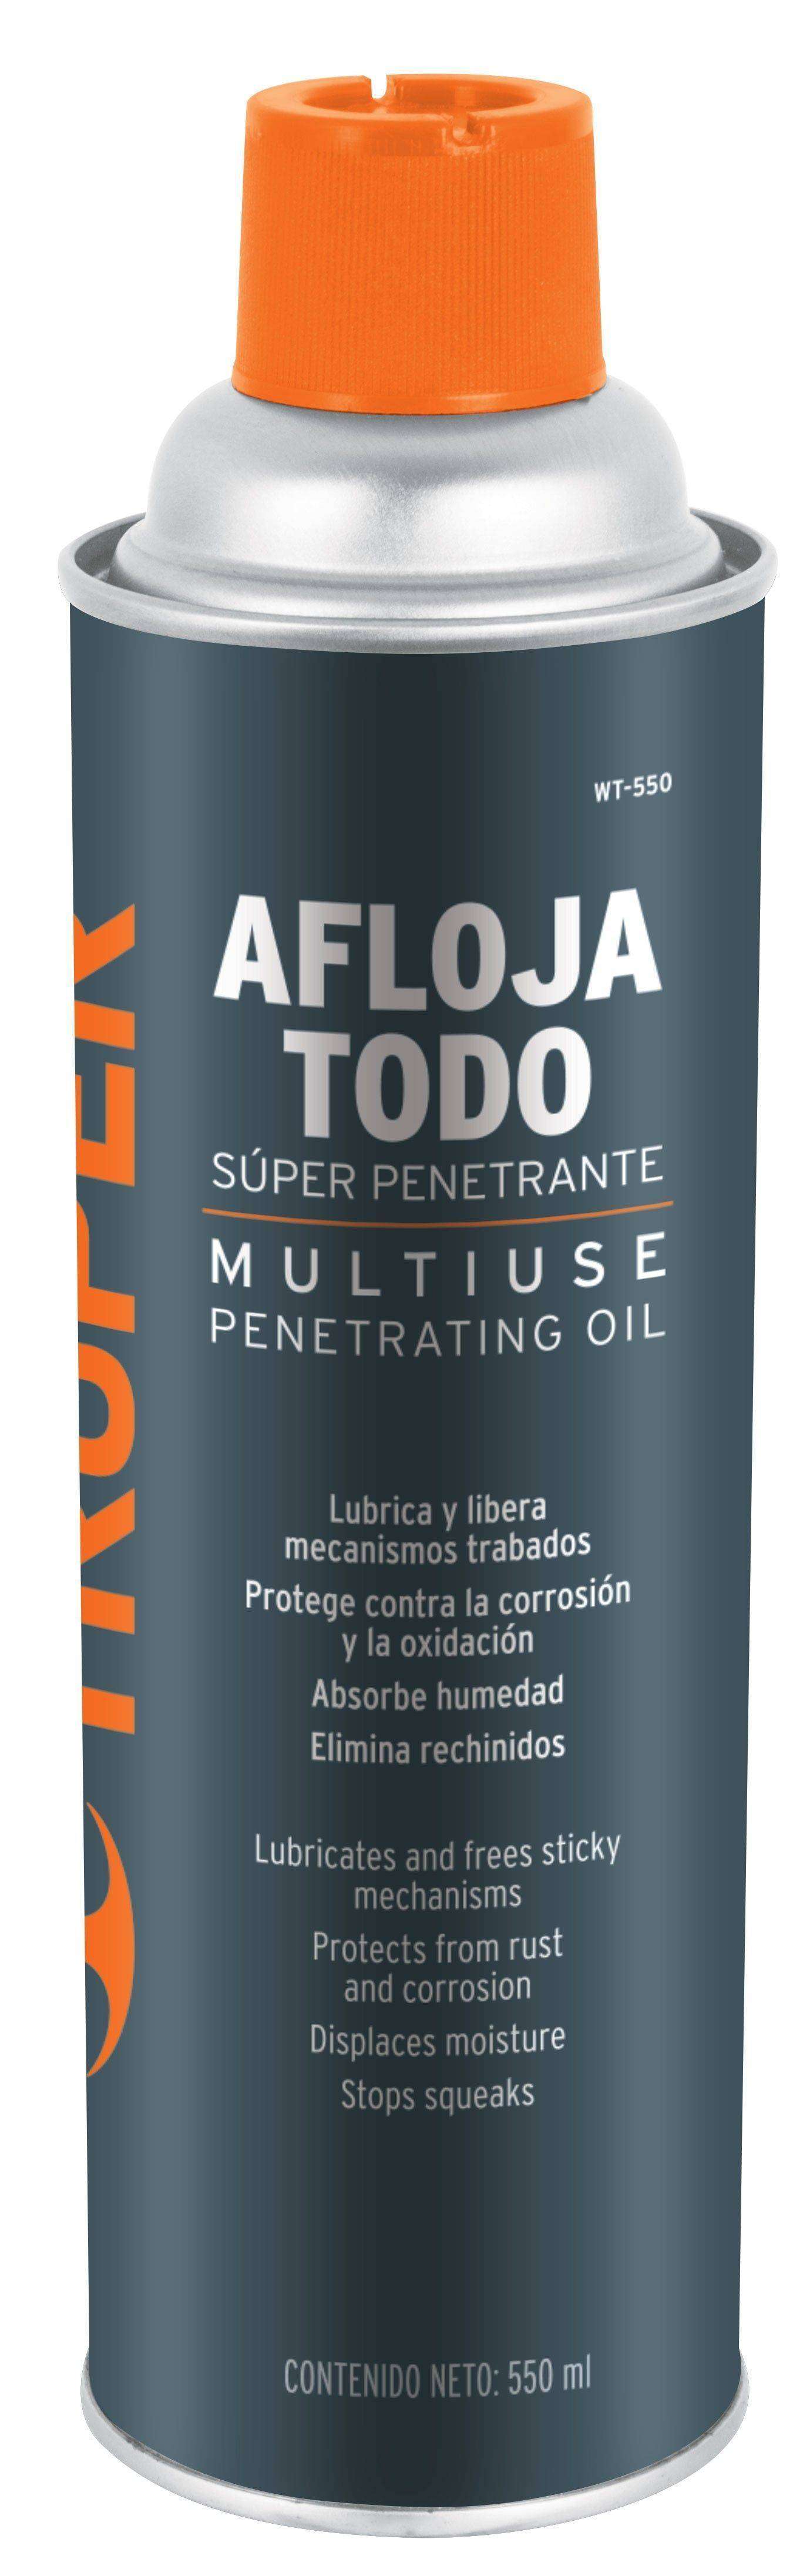 WT-550
AFLOJA
TODO
SÚPER PENETRANTE
MULTIUSE
PENETRATING OIL
TRUPER
Lubrica y libera
mecanismos trabados
Protege contra la corrosión
y la oxidación
Absorbe humedad
Elimina rechinidos
Lubricates and frees sticky
mechanisms
Protects from rust
and corrosion
Displaces moisture
Stops squeaks
CONTENIDO NETO: 550 ml